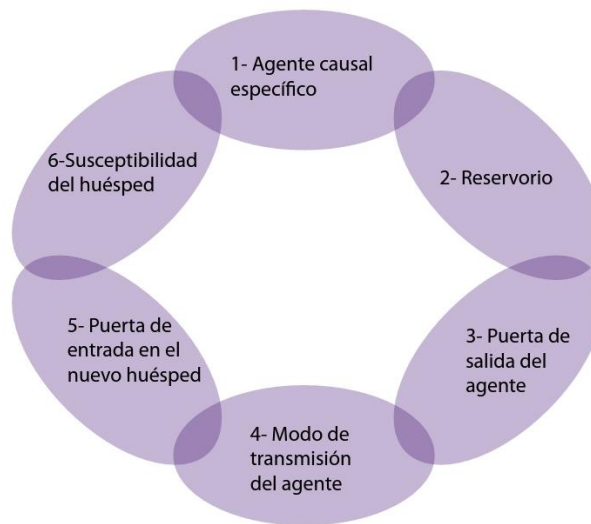 1- Agente causal
específico
2- Reservorio
3- Puerta de
salida del
agente
4- Modo de
transmisión
del agente
5- Puerta de
entrada en el
nuevo huésped
6-Susceptibilidad
del huésped